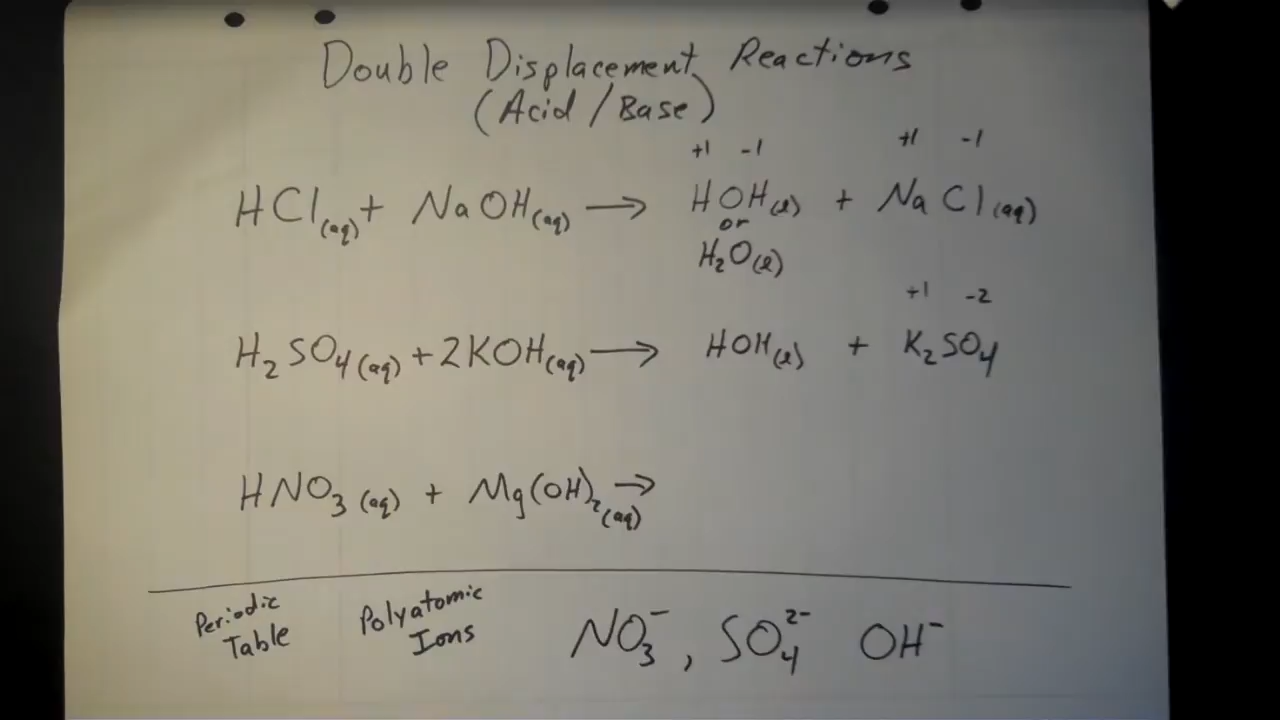 Double Displacement Reactions
(Acid/Base)
+1 -1 +1 -1
HCl(aq) + NaOH(aq) → HOH(l) + NaCl(aq)
or
H₂O(l)
+1 -2
H₂SO₄(aq) + 2KOH(aq) → HOH(l) + K₂SO₄
HNO₃(aq) + Mg(OH)₂(aq) →
Periodic Table
Polyatomic Ions
NO₃⁻, SO₄²⁻ OH⁻